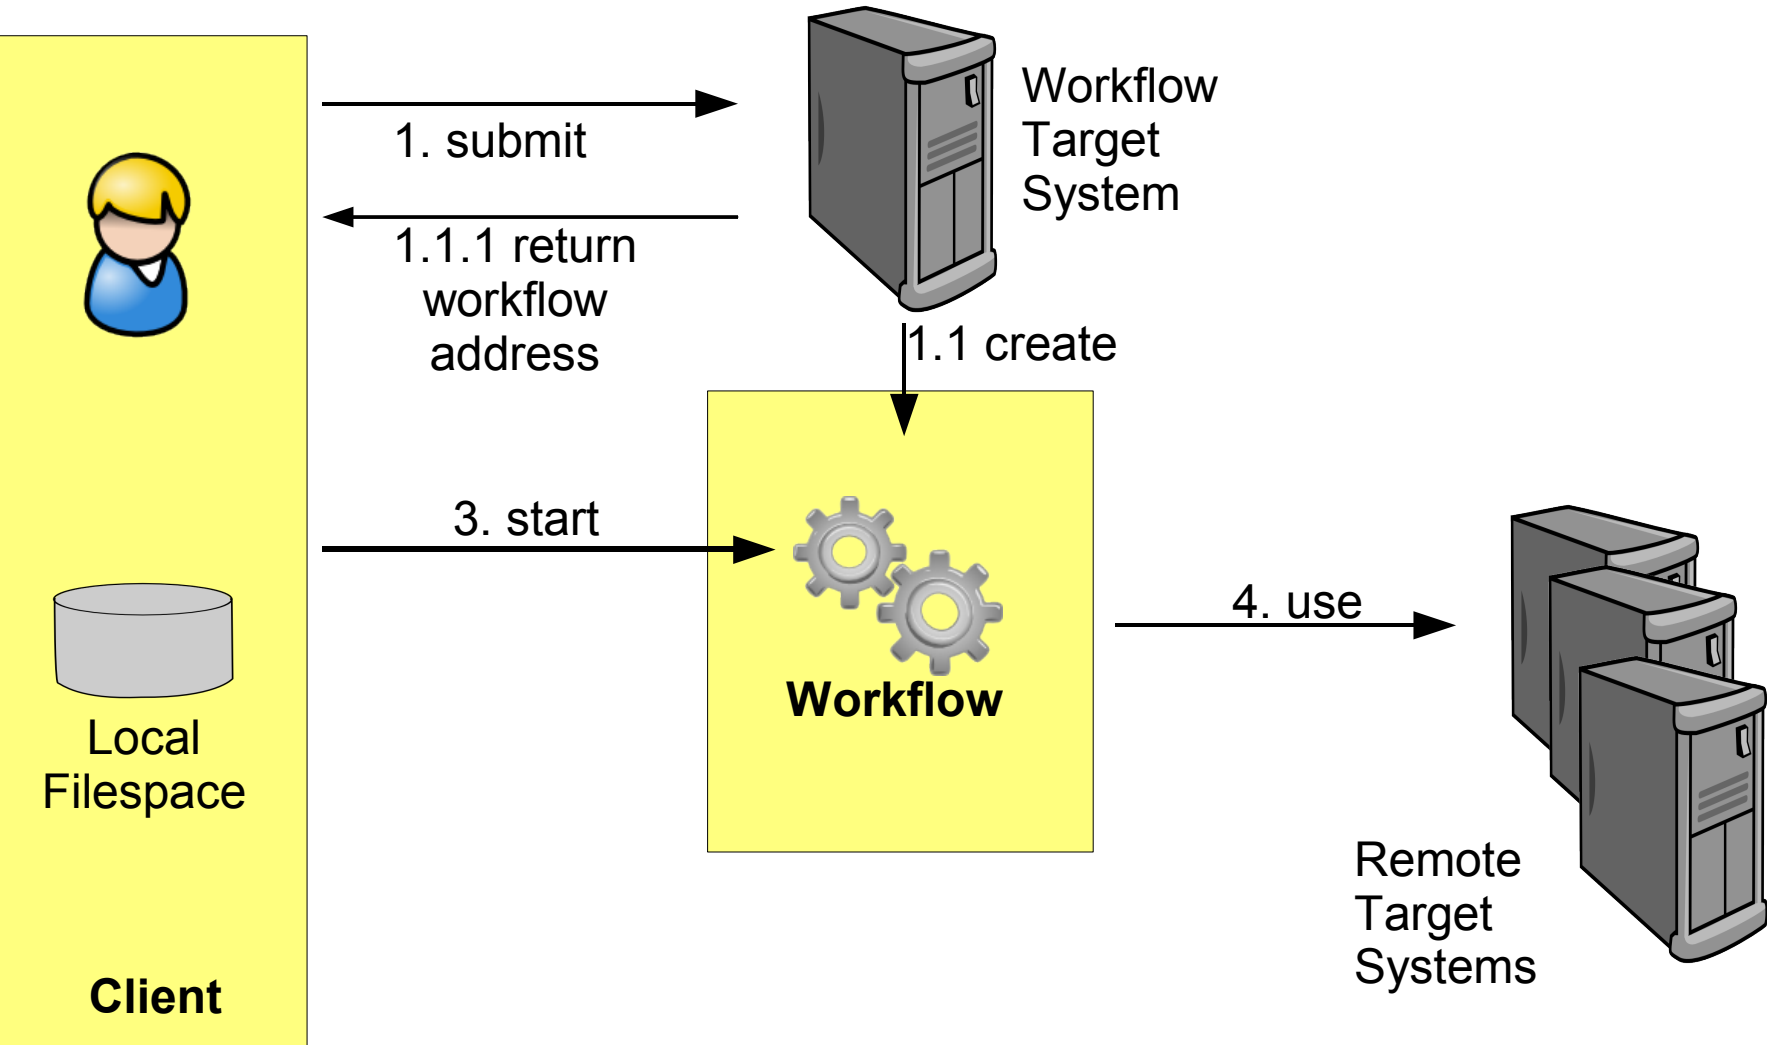 Workflow
Target
System
1. submit
1.1.1 return
workflow
address
1.1 create
3. start
Workflow
4. use
Local
Filespace
Remote
Target
Systems
Client